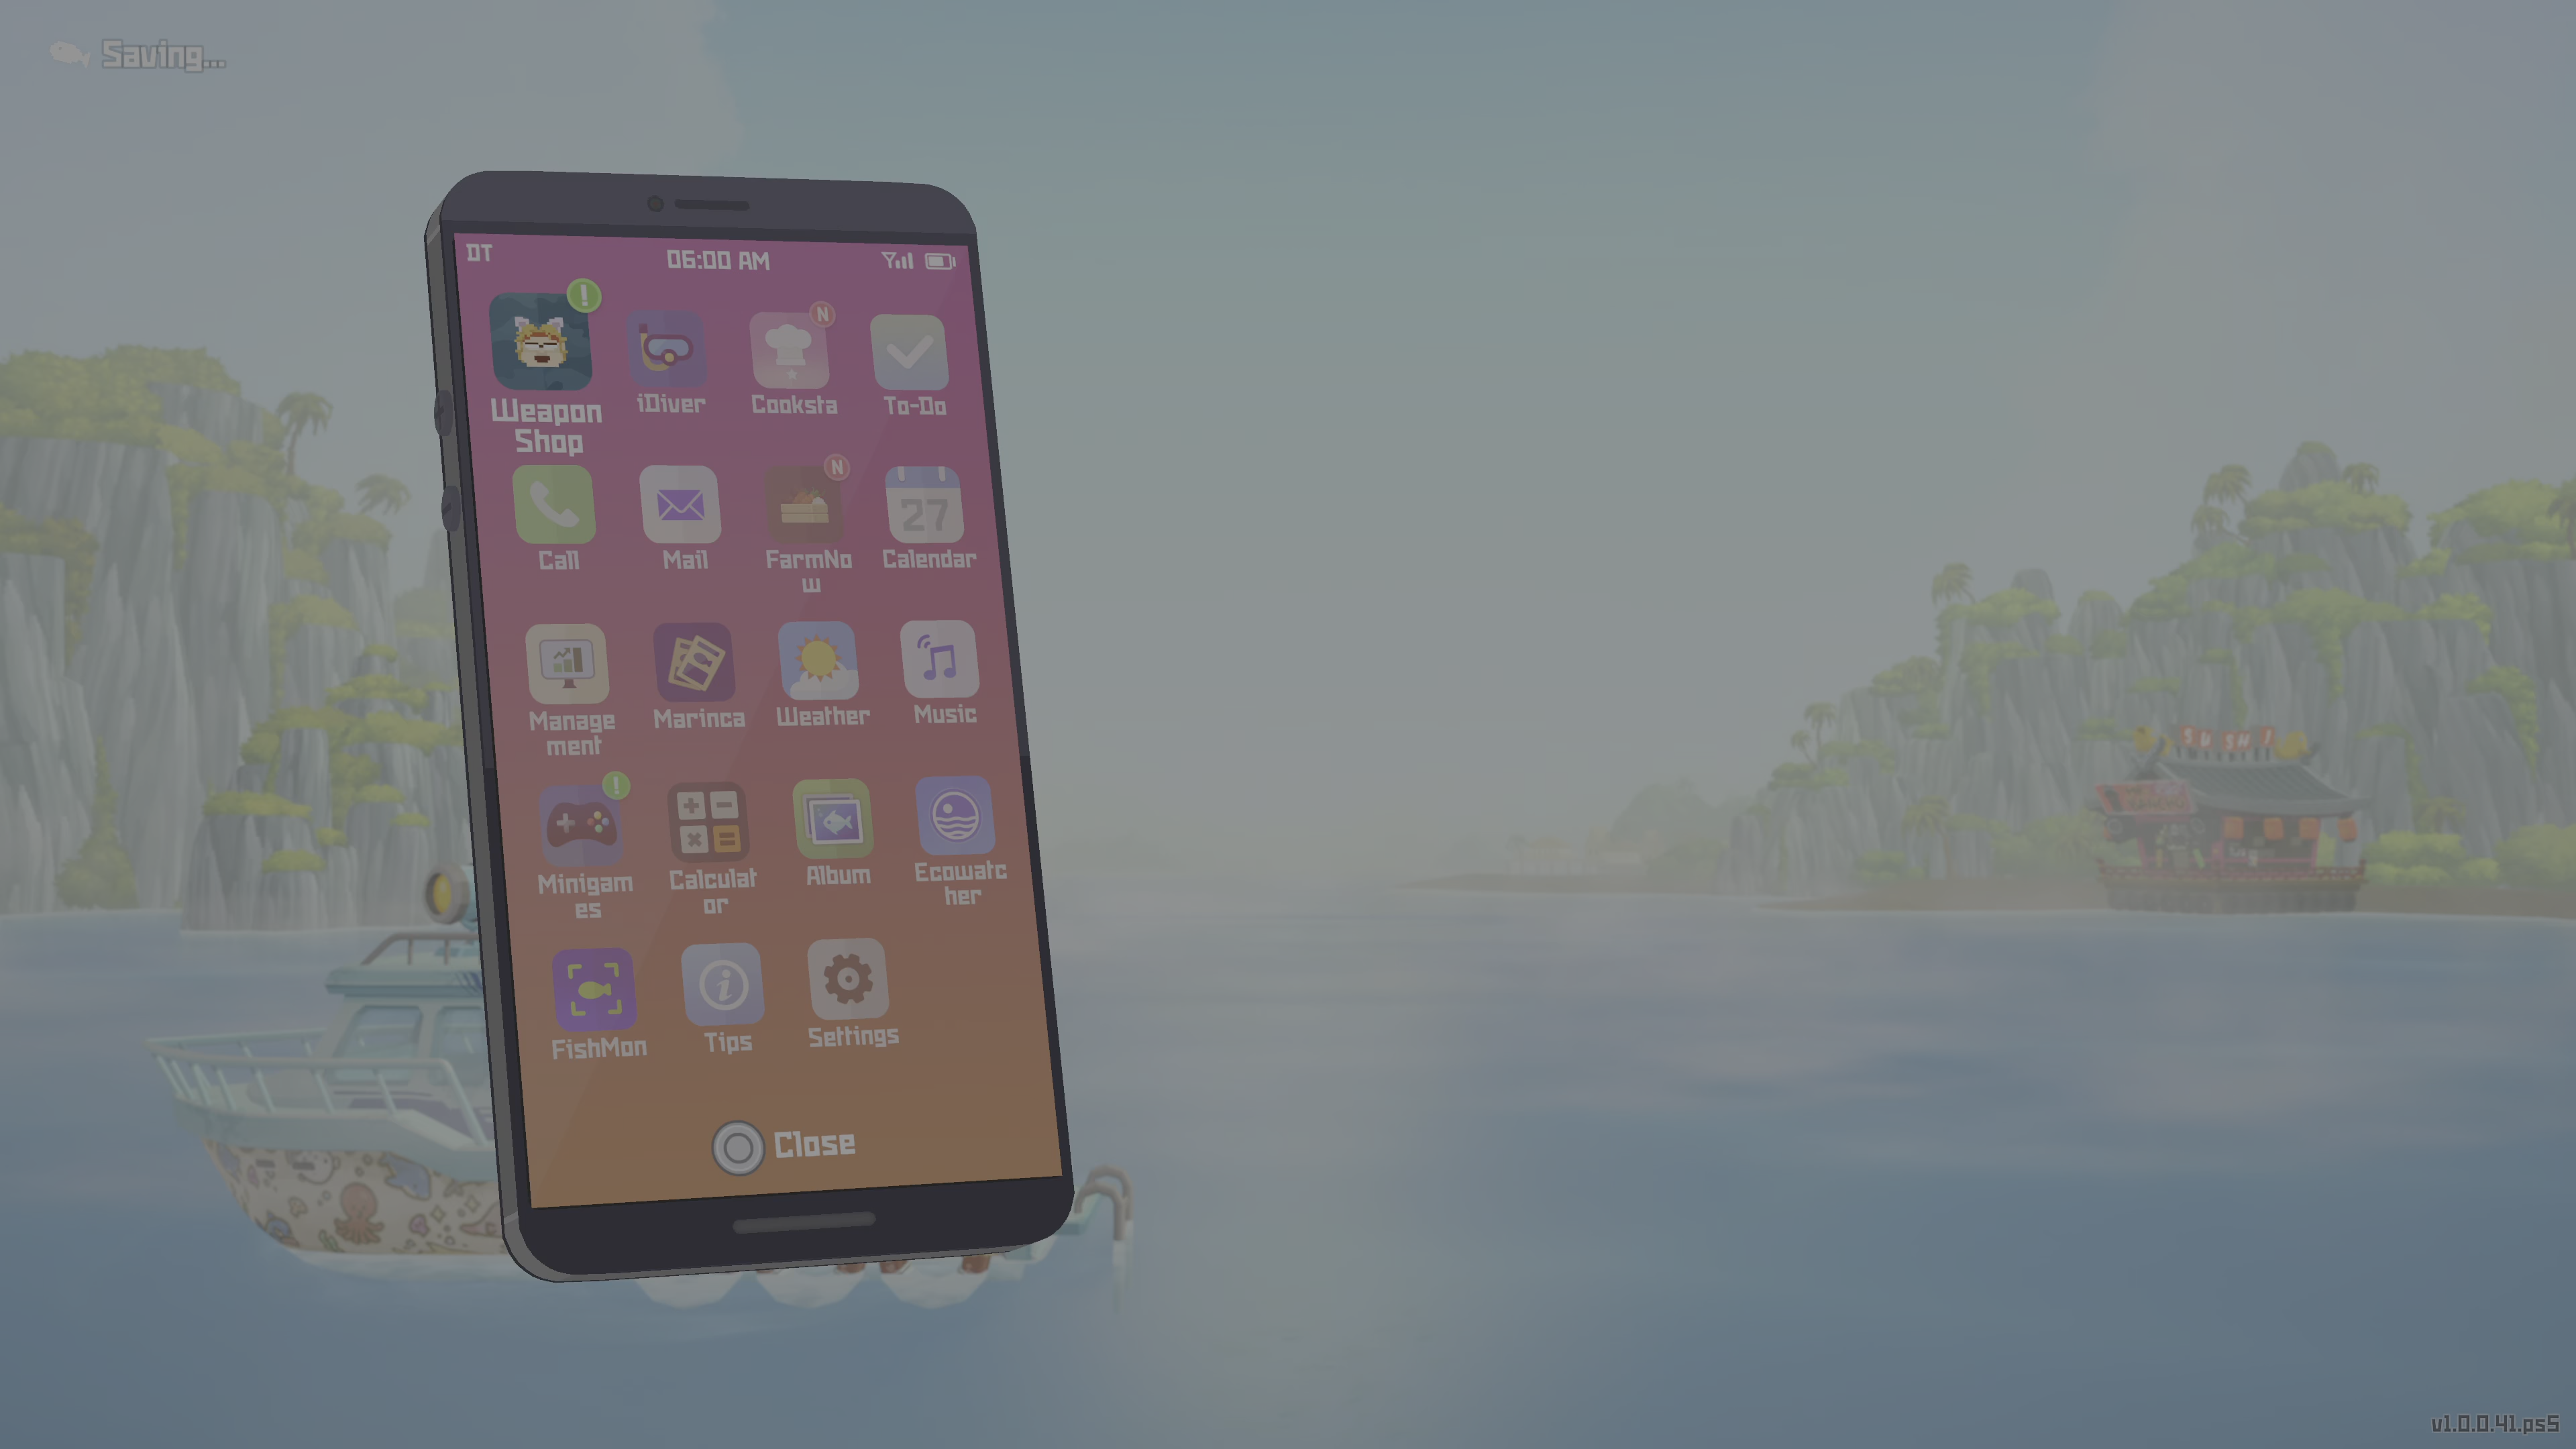 Saving...
DT
06:00 AM
!
N
Weapon
Shop
iDiver
Cooksta
To-Do
N
27
Call
Mail
FarmNo
w
Calendar
Manage
ment
Marinca
Weather
Music
!
Minigam
es
Calculat
or
Album
Ecowatc
her
i
FishMon
Tips
Settings
Close
SUSHI
v1.0.0.41.ps5